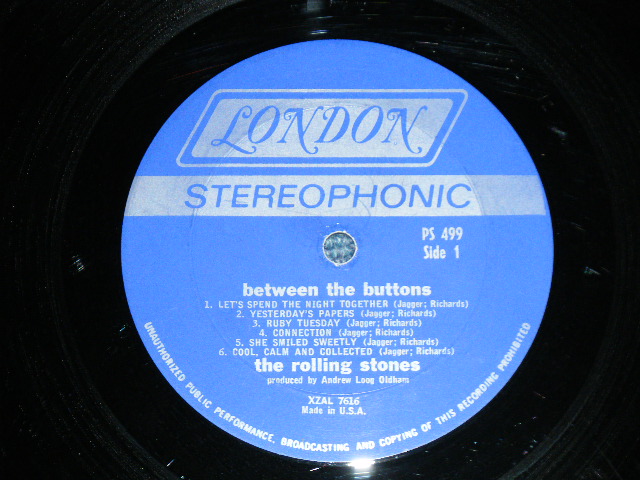 LONDON
STEREOPHONIC
PS 499
Side 1
between the buttons
1. LET'S SPEND THE NIGHT TOGETHER (Jagger; Richards)
2. YESTERDAY'S PAPERS (Jagger; Richards)
3. RUBY TUESDAY (Jagger; Richards)
4. CONNECTION (Jagger; Richards)
5. SHE SMILED SWEETLY (Jagger; Richards)
6. COOL, CALM AND COLLECTED (Jagger; Richards)
the rolling stones
produced by Andrew Loog Oldham
XZAL 7616
Made in U.S.A.
UNAUTHORIZED PUBLIC PERFORMANCE, BROADCASTING AND COPYING OF THIS RECORDING PROHIBITED